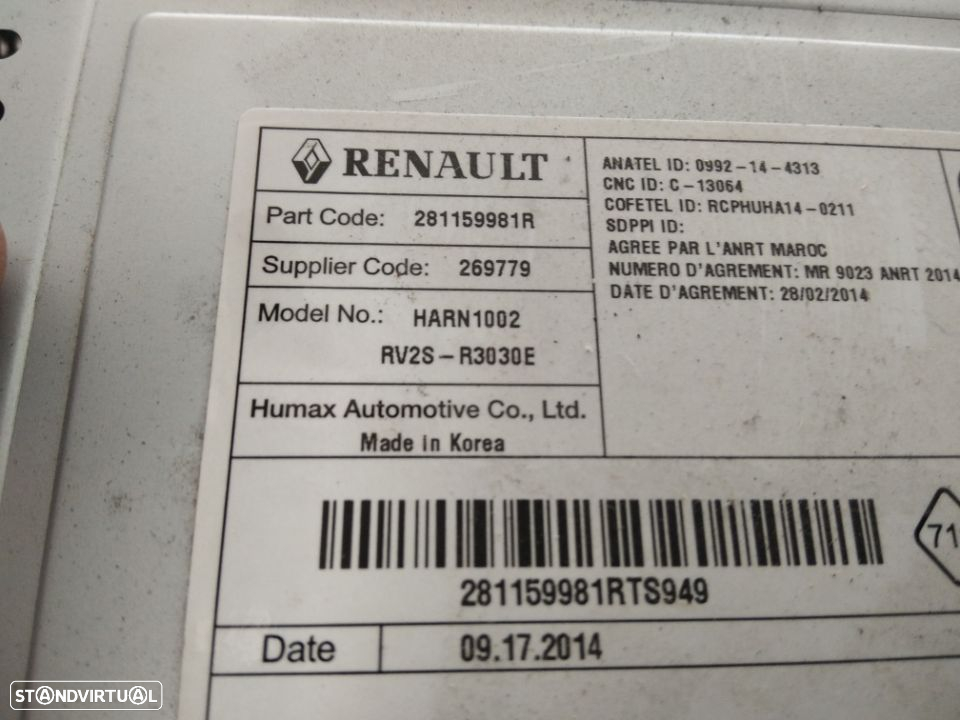 RENAULT
Part Code: 281159981R
Supplier Code: 269779
Model No.: HARN1002
RV2S-R3030E
Humax Automotive Co., Ltd.
Made in Korea
ANATEL ID: 0992-14-4313
CNC ID: C-13064
COFETEL ID: RCPHUHA14-0211
SDPPI ID:
AGREE PAR L'ANRT MAROC
NUMERO D'AGREMENT: MR 9023 ANRT 2014
DATE D'AGREMENT: 28/02/2014
71
281159981RTS949
Date 09.17.2014
STANDVIRTUAL